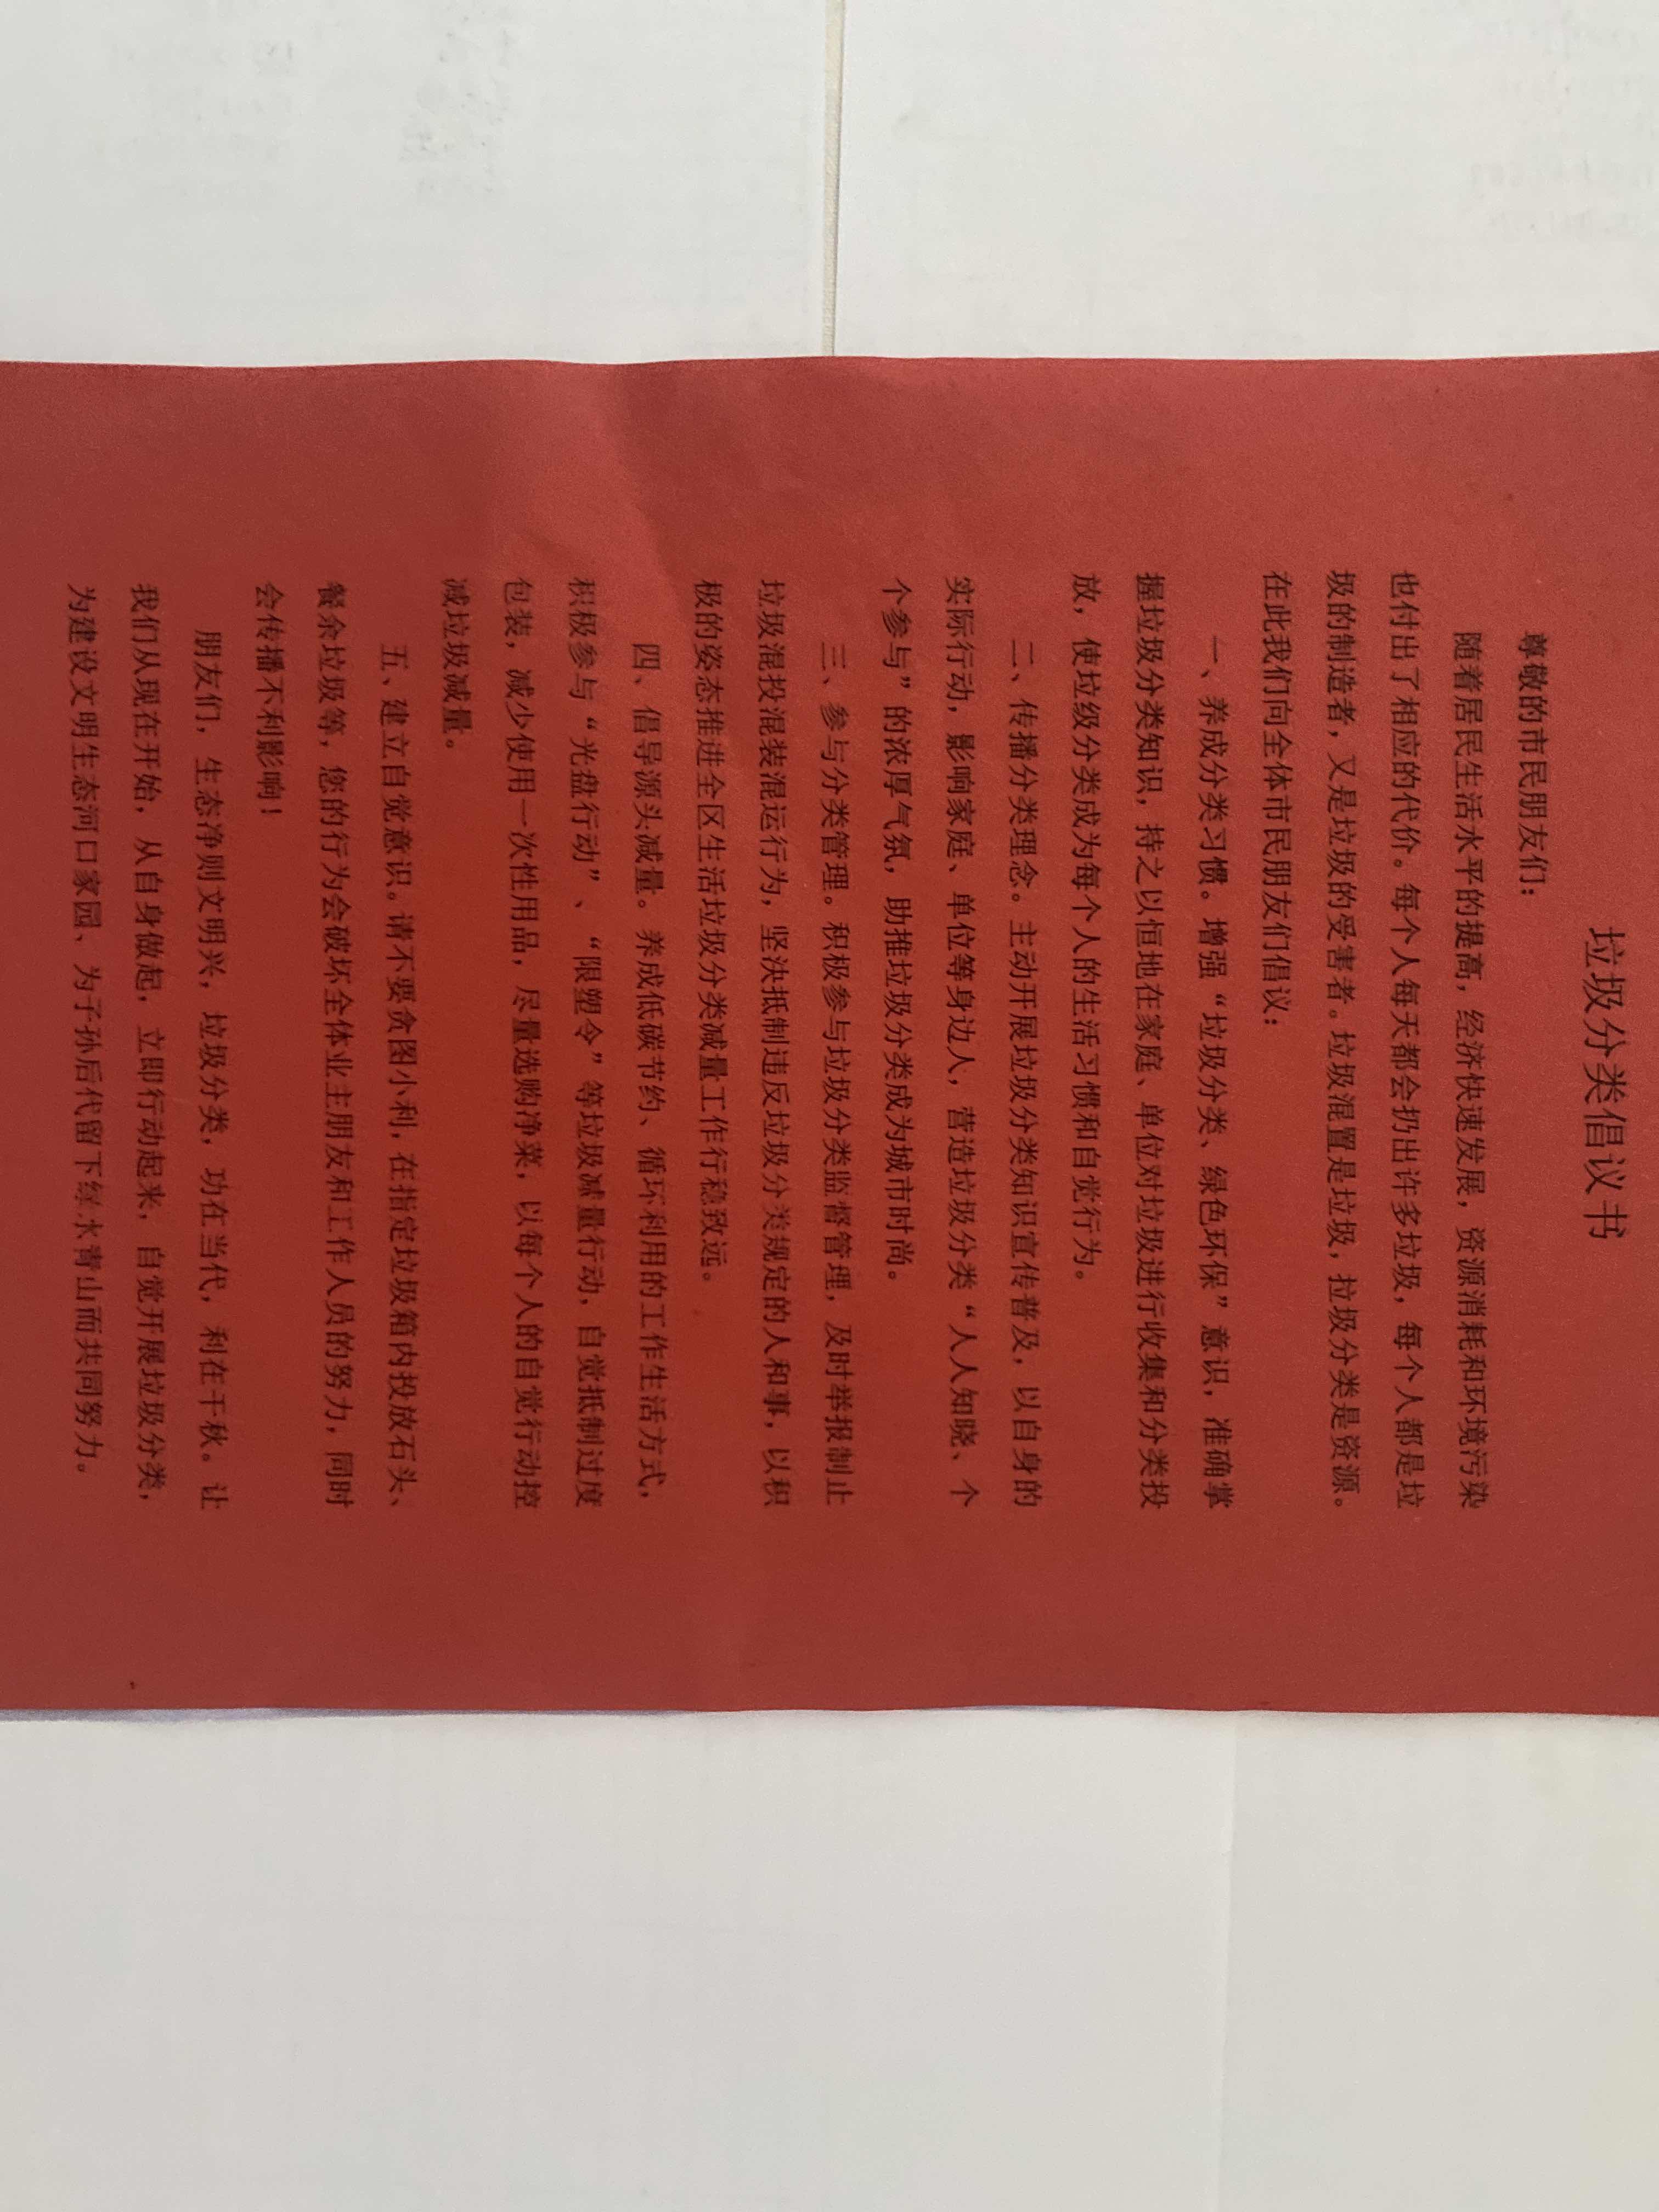 垃圾分类倡议书
尊敬的市民朋友们：
随着居民生活水平的提高，经济快速发展，资源消耗和环境污染
也付出了相应的代价。每个人每天都会扔出许多垃圾，每个人都是垃
圾的制造者，又是垃圾的受害者。垃圾混置是垃圾，垃圾分类是资源。
在此我们向全体市民朋友们倡议：
一、养成分类习惯。增强“垃圾分类、绿色环保”意识，准确掌
握垃圾分类知识，持之以恒地在家庭、单位对垃圾进行收集和分类投
放，使垃级分类成为每个人的生活习惯和自觉行为。
二、传播分类理念。主动开展垃圾分类知识宣传普及，以自身的
实际行动，影响家庭、单位等身边人，营造垃圾分类“人人知晓、个
个参与”的浓厚气氛，助推垃圾分类成为城市时尚。
三、参与分类管理。积极参与垃圾分类监督管理，及时举报制止
垃圾混投混装混运行为，坚决抵制违反垃圾分类规定的人和事，以积
极的姿态推进全区生活垃圾分类减量工作行稳致远。
四、倡导源头减量。养成低碳节约、循环利用的工作生活方式，
积极参与“光盘行动”、“限塑令”等垃圾减量行动，自觉抵制过度
包装，减少使用一次性用品，尽量选购净菜，以每个人的自觉行动控
减垃圾减量。
五、建立自觉意识。请不要贪图小利，在指定垃圾箱内投放石头、
餐余垃圾等，您的行为会破坏全体业主朋友和工作人员的努力，同时
会传播不利影响！
朋友们，生态净则文明兴，垃圾分类，功在当代，利在千秋。让
我们从现在开始，从自身做起，立即行动起来，自觉开展垃圾分类，
为建设文明生态河口家园、为子孙后代留下绿水青山而共同努力。